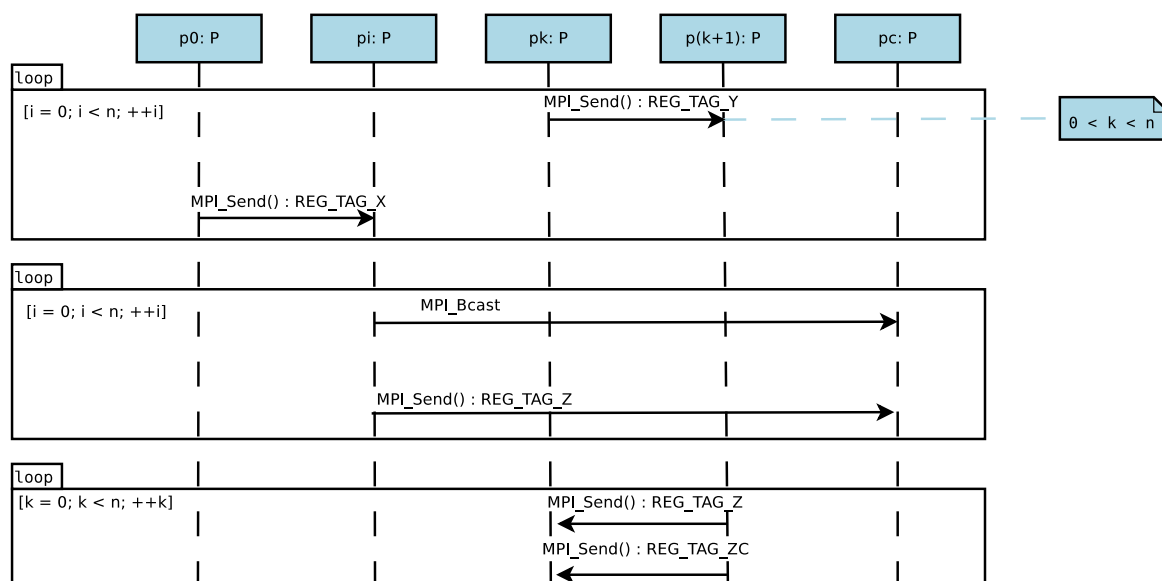 p0: P
pi: P
pk: P
p(k+1): P
pc: P
loop
[i = 0; i < n; ++i]
MPI_Send() : REG_TAG_Y
0 < k < n
MPI_Send() : REG_TAG_X
loop
[i = 0; i < n; ++i]
MPI_Bcast
MPI_Send() : REG_TAG_Z
loop
[k = 0; k < n; ++k]
MPI_Send() : REG_TAG_Z
MPI_Send() : REG_TAG_ZC